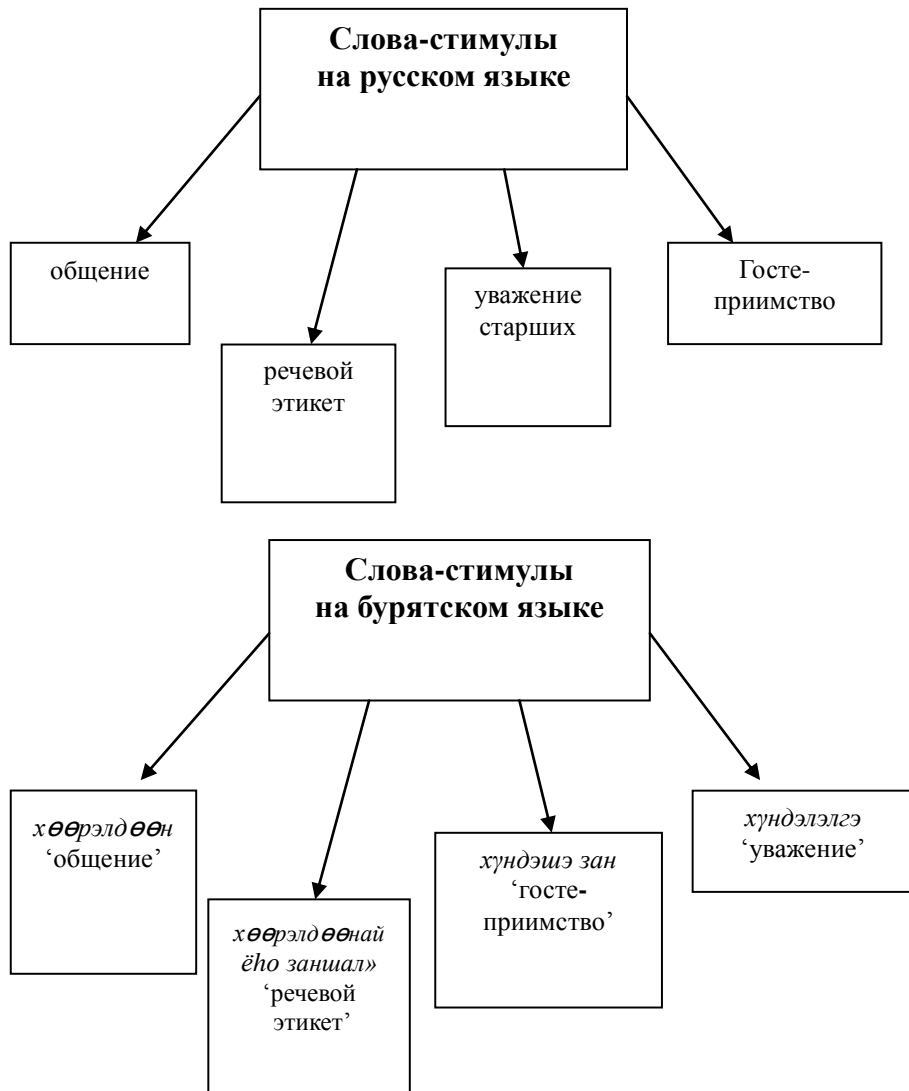 Слова-стимулы
на русском языке
общение
речевой
этикет
уважение
старших
Госте-
приимство
Слова-стимулы
на бурятском языке
хөөрэлдөөн
‘общение’
хөөрэлдөөнай
ёһо заншал»
‘речевой
этикет’
хүндэшэ зан
‘госте-
приимство’
хүндэлэлгэ
‘уважение’